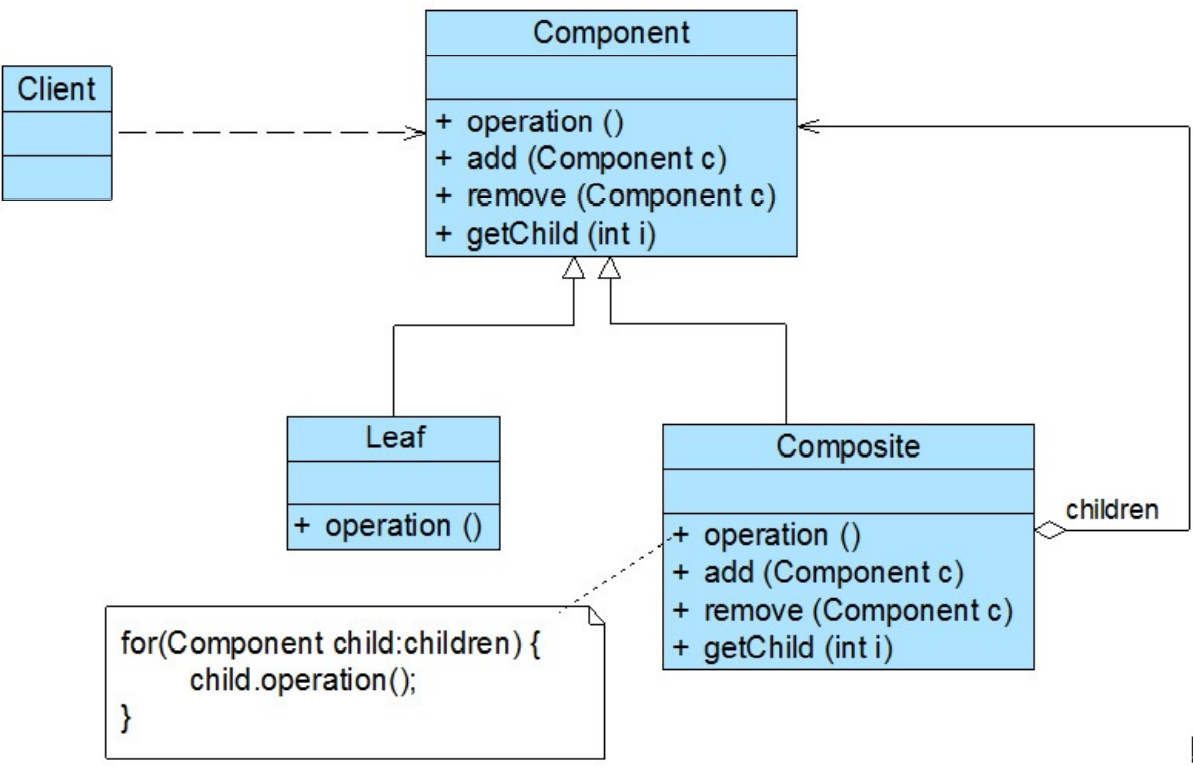 Component
Client
+ operation ()
+ add (Component c)
+ remove (Component c)
+ getChild (int i)
Leaf
+ operation ()
Composite
+ operation ()
+ add (Component c)
+ remove (Component c)
+ getChild (int i)
children
for(Component child:children) {
child.operation();
}